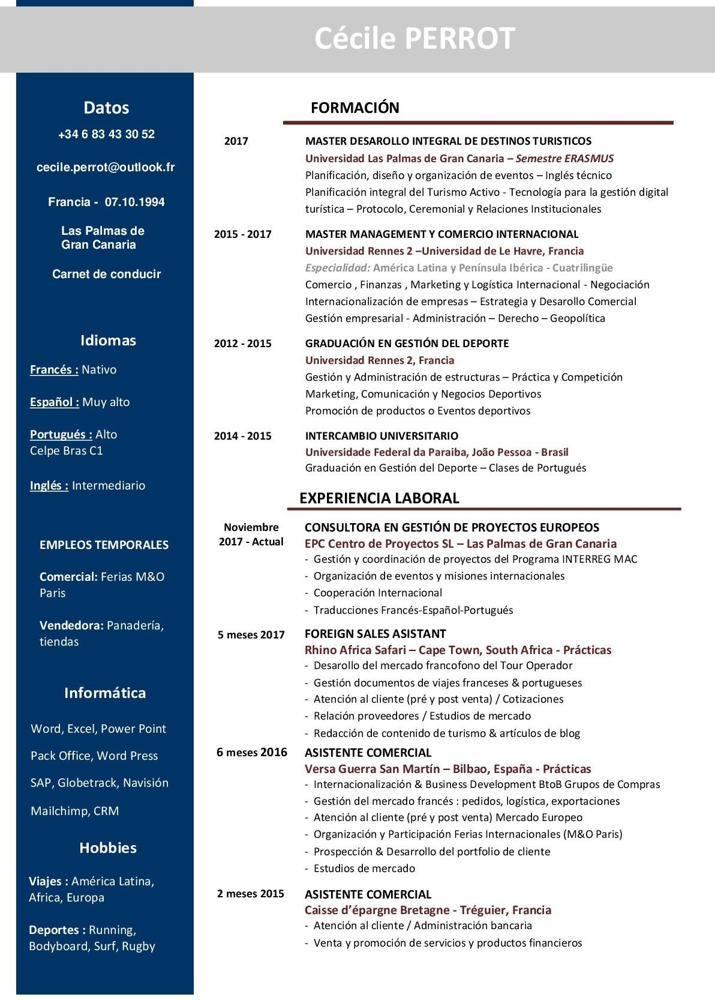 Cécile PERROT
Datos
+34 6 83 43 30 52
cecile.perrot@outlook.fr
Francia - 07.10.1994
Las Palmas de
Gran Canaria
Carnet de conducir
Idiomas
Francés : Nativo
Español : Muy alto
Portugués : Alto
Celpe Bras C1
Inglés : Intermediario
EMPLEOS TEMPORALES
Comercial: Ferias M&O
Paris
Vendedora: Panadería,
tiendas
Informática
Word, Excel, Power Point
Pack Office, Word Press
SAP, Globetrack, Navisión
Mailchimp, CRM
Hobbies
Viajes : América Latina,
Africa, Europa
Deportes : Running,
Bodyboard, Surf, Rugby
FORMACIÓN
2017 MASTER DESAROLLO INTEGRAL DE DESTINOS TURISTICOS
Universidad Las Palmas de Gran Canaria – Semestre ERASMUS
Planificación, diseño y organización de eventos – Inglés técnico
Planificación integral del Turismo Activo - Tecnología para la gestión digital
turística – Protocolo, Ceremonial y Relaciones Institucionales
2015 - 2017 MASTER MANAGEMENT Y COMERCIO INTERNACIONAL
Universidad Rennes 2 –Universidad de Le Havre, Francia
Especialidad: América Latina y Península Ibérica - Cuatrilingüe
Comercio , Finanzas , Marketing y Logística Internacional - Negociación
Internacionalización de empresas – Estrategia y Desarollo Comercial
Gestión empresarial - Administración – Derecho – Geopolítica
2012 - 2015 GRADUACIÓN EN GESTIÓN DEL DEPORTE
Universidad Rennes 2, Francia
Gestión y Administración de estructuras – Práctica y Competición
Marketing, Comunicación y Negocios Deportivos
Promoción de productos o Eventos deportivos
2014 - 2015 INTERCAMBIO UNIVERSITARIO
Universidade Federal da Paraiba, João Pessoa - Brasil
Graduación en Gestión del Deporte – Clases de Portugués
EXPERIENCIA LABORAL
Noviembre CONSULTORA EN GESTIÓN DE PROYECTOS EUROPEOS
2017 - Actual EPC Centro de Proyectos SL – Las Palmas de Gran Canaria
- Gestión y coordinación de proyectos del Programa INTERREG MAC
- Organización de eventos y misiones internacionales
- Cooperación Internacional
- Traducciones Francés-Español-Portugués
5 meses 2017 FOREIGN SALES ASISTANT
Rhino Africa Safari – Cape Town, South Africa - Prácticas
- Desarollo del mercado francofono del Tour Operador
- Gestión documentos de viajes franceses & portugueses
- Atención al cliente (pré y post venta) / Cotizaciones
- Relación proveedores / Estudios de mercado
- Redacción de contenido de turismo & artículos de blog
6 meses 2016 ASISTENTE COMERCIAL
Versa Guerra San Martín – Bilbao, España - Prácticas
- Internacionalización & Business Development BtoB Grupos de Compras
- Gestión del mercado francés : pedidos, logística, exportaciones
- Atención al cliente (pré y post venta) Mercado Europeo
- Organización y Participación Ferias Internacionales (M&O Paris)
- Prospección & Desarrollo del portfolio de cliente
- Estudios de mercado
2 meses 2015 ASISTENTE COMERCIAL
Caisse d’épargne Bretagne - Tréguier, Francia
- Atención al cliente / Administración bancaria
- Venta y promoción de servicios y productos financieros